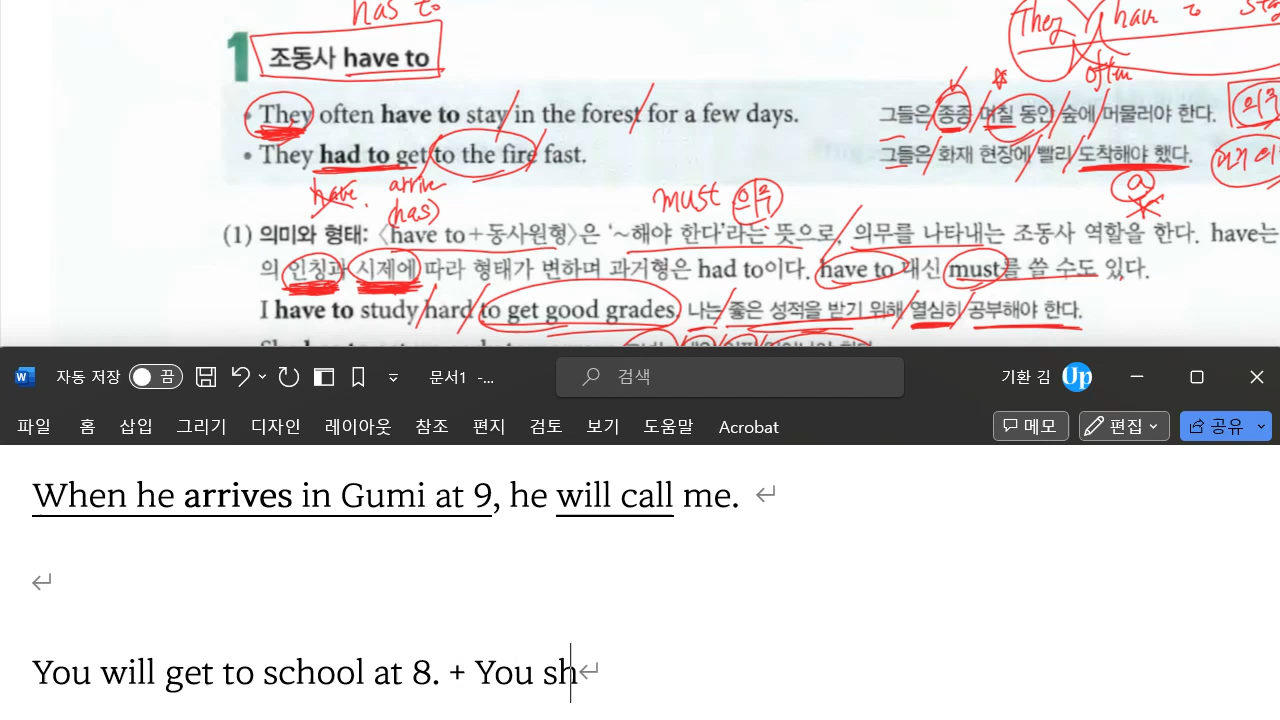 has to
They have to
often
1 조동사 have to
• They often have to stay in the forest for a few days. 그들은 종종 며칠 동안 숲에 머물러야 한다. 의무
• They had to get to the fire fast. 그들은 화재 현장에 빨리 도착해야 했다.
have. arrive must 의무
(has)
(1) 의미와 형태: 〈have to+동사원형〉은 '~해야 한다'라는 뜻으로, 의무를 나타내는 조동사 역할을 한다. have는
의 인칭과 시제에 따라 형태가 변하며 과거형은 had to이다. have to 대신 must를 쓸 수도 있다.
I have to study hard to get good grades. 나는 좋은 성적을 받기 위해 열심히 공부해야 한다.
자동 저장 끔 문서1 -... 검색 기환 김 Up
파일 홈 삽입 그리기 디자인 레이아웃 참조 편지 검토 보기 도움말 Acrobat 메모 편집 공유
When he arrives in Gumi at 9, he will call me.
You will get to school at 8. + You sh